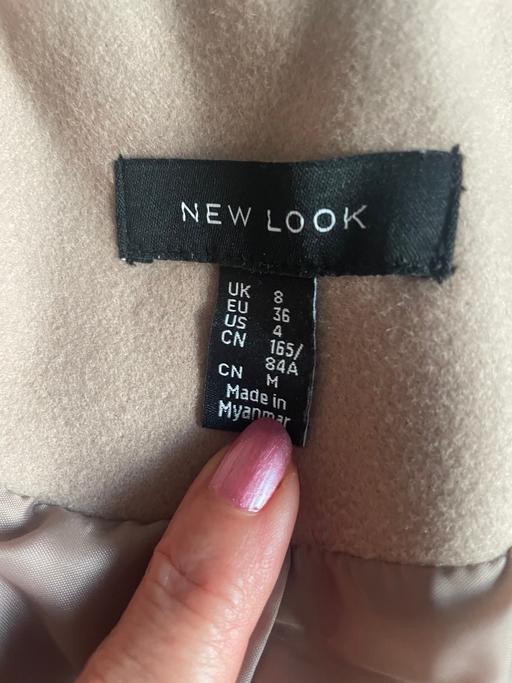 NEW LOOK
UK 8
EU 36
US 4
CN 165/
84A
CN M
Made in
Myanmar